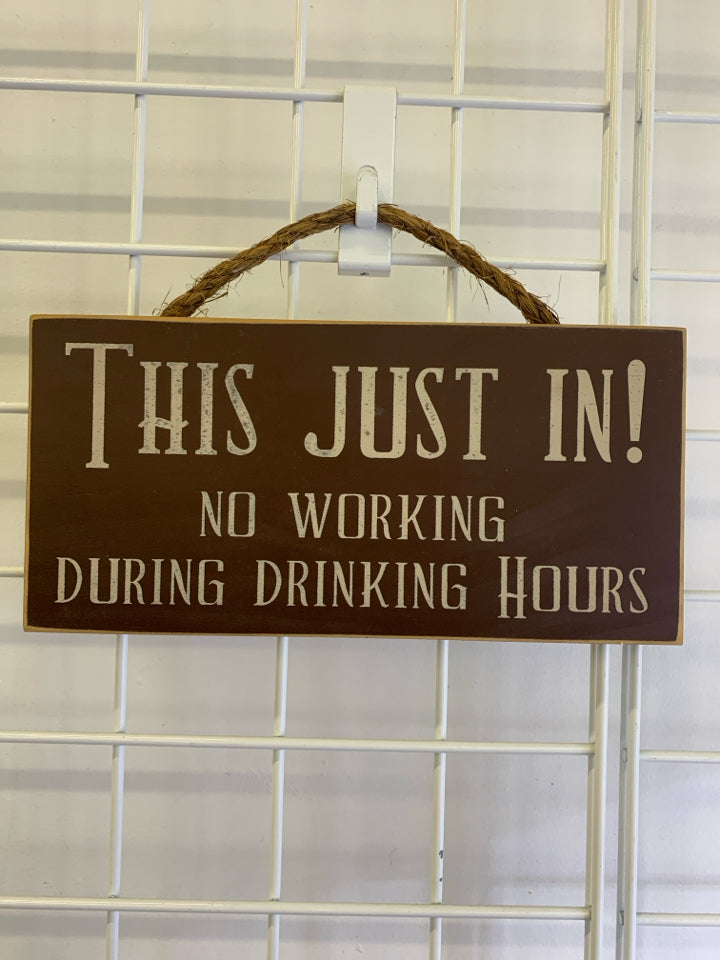 This just in!
no working
during drinking Hours